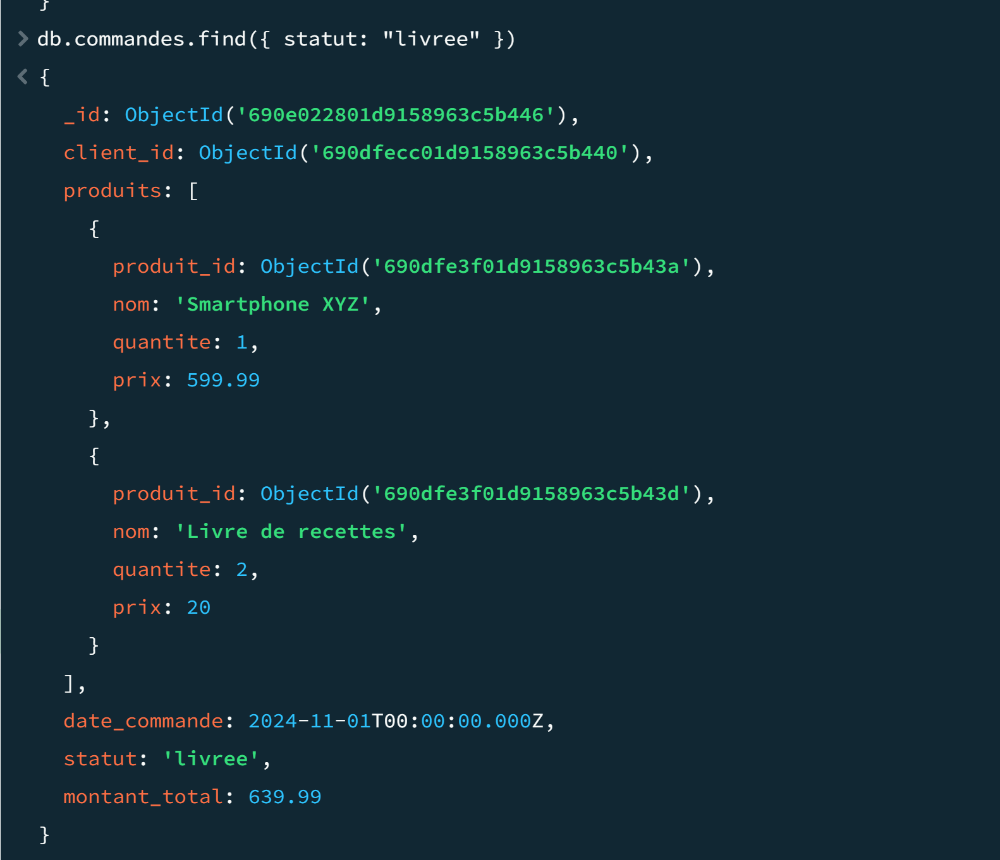 }
> db.commandes.find({ statut: "livree" })
< {
_id: ObjectId('690e022801d9158963c5b446'),
client_id: ObjectId('690dfecc01d9158963c5b440'),
produits: [
{
produit_id: ObjectId('690dfe3f01d9158963c5b43a'),
nom: 'Smartphone XYZ',
quantite: 1,
prix: 599.99
},
{
produit_id: ObjectId('690dfe3f01d9158963c5b43d'),
nom: 'Livre de recettes',
quantite: 2,
prix: 20
}
],
date_commande: 2024-11-01T00:00:00.000Z,
statut: 'livree',
montant_total: 639.99
}